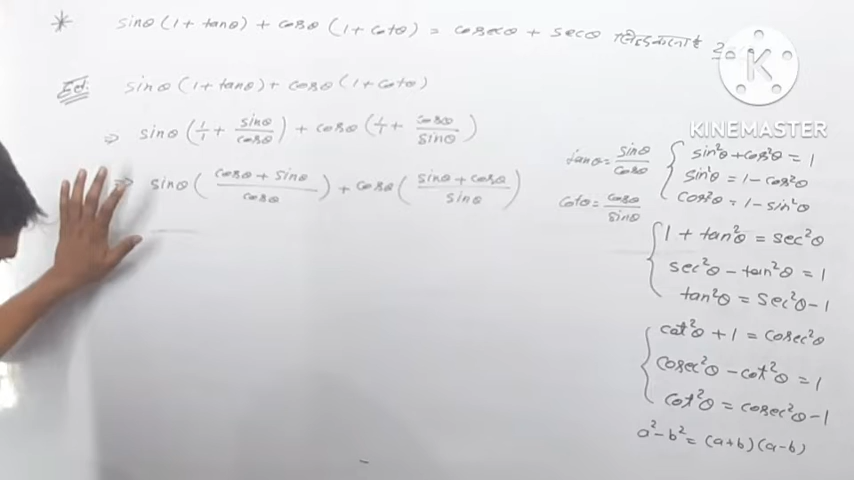 * sinθ(1 + tanθ) + cosθ(1 + cotθ) = cosecθ + secθ सिद्ध करना है
sinθ(1 + tanθ) + cosθ(1 + cotθ)
⇒ sinθ(1/1 + sinθ/cosθ) + cosθ(1/1 + cosθ/sinθ)
⇒ sinθ((cosθ + sinθ)/cosθ) + cosθ((sinθ + cosθ)/sinθ)
KINEMASTER
tanθ = sinθ/cosθ
cotθ = cosθ/sinθ
sin²θ + cos²θ = 1
sin²θ = 1 - cos²θ
cos²θ = 1 - sin²θ
1 + tan²θ = sec²θ
sec²θ - tan²θ = 1
tan²θ = sec²θ - 1
cot²θ + 1 = cosec²θ
cosec²θ - cot²θ = 1
cot²θ = cosec²θ - 1
a² - b² = (a+b)(a-b)